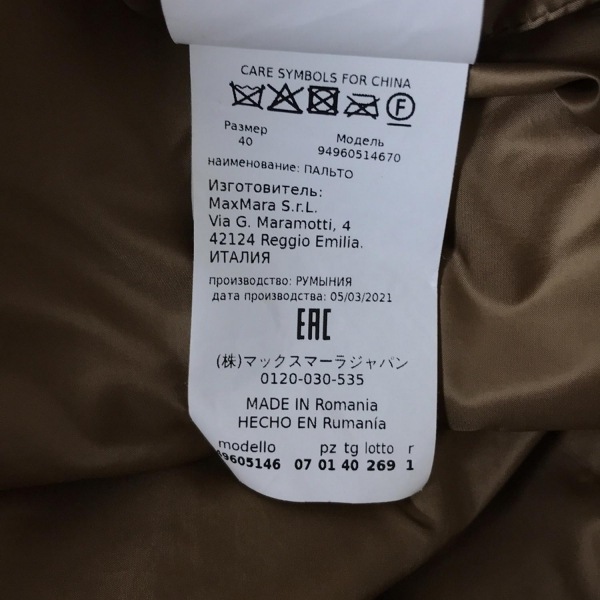 CARE SYMBOLS FOR CHINA
F
Размер Модель
40 94960514670
наименование: ПАЛЬТО
Изготовитель:
MaxMara S.r.L.
Via G. Maramotti, 4
42124 Reggio Emilia.
ИТАЛИЯ
производство: РУМЫНИЯ
дата производства: 05/03/2021
EAC
(株)マックスマーラジャパン
0120-030-535
MADE IN Romania
HECHO EN Rumanía
modello pz tg lotto r
9605146 07 01 40 269 1